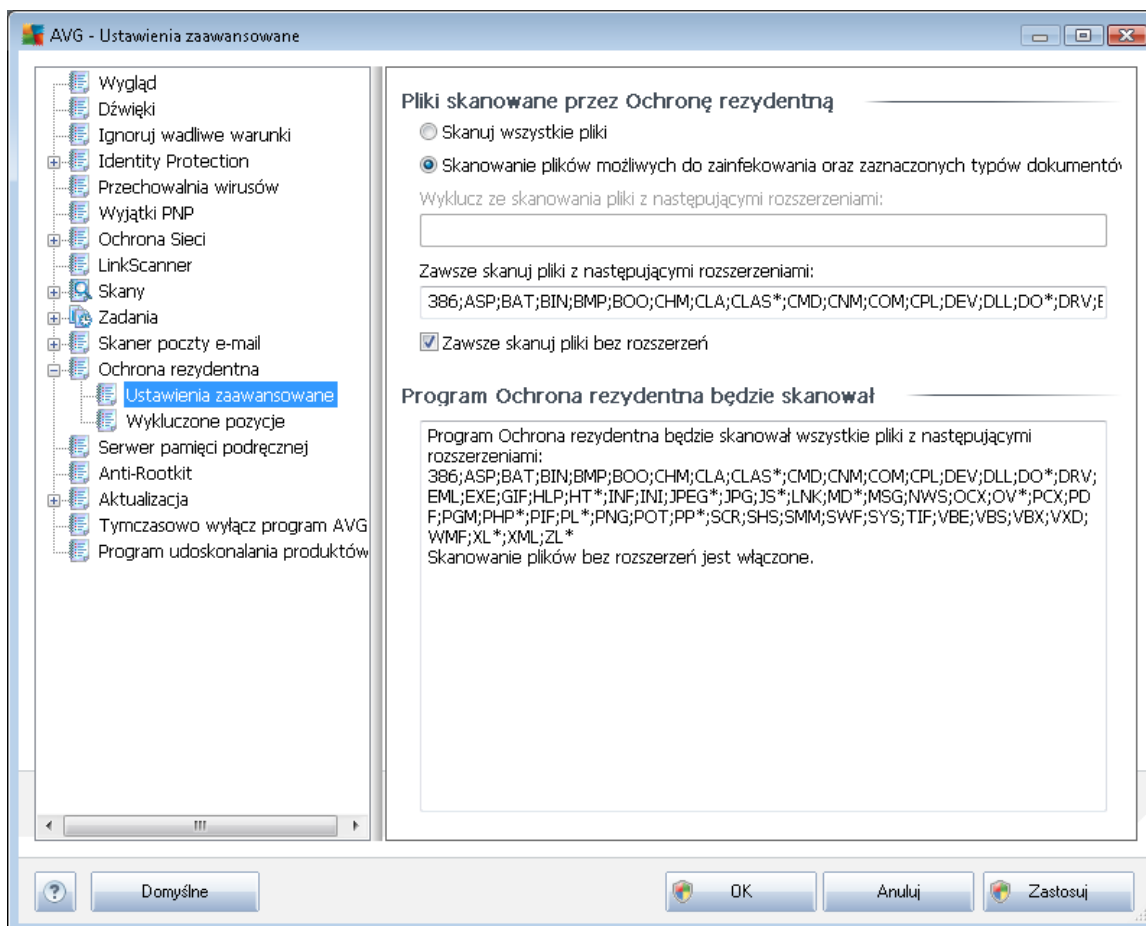 AVG - Ustawienia zaawansowane
Wygląd
Dźwięki
Ignoruj wadliwe warunki
Identity Protection
Przechowalnia wirusów
Wyjątki PNP
Ochrona Sieci
LinkScanner
Skany
Zadania
Skaner poczty e-mail
Ochrona rezydentna
Ustawienia zaawansowane
Wykluczone pozycje
Serwer pamięci podręcznej
Anti-Rootkit
Aktualizacja
Tymczasowo wyłącz program AVG
Program udoskonalania produktów
Pliki skanowane przez Ochronę rezydentną
Skanuj wszystkie pliki
Skanowanie plików możliwych do zainfekowania oraz zaznaczonych typów dokumentów
Wyklucz ze skanowania pliki z następującymi rozszerzeniami:
Zawsze skanuj pliki z następującymi rozszerzeniami:
386;ASP;BAT;BIN;BMP;BOO;CHM;CLA;CLAS*;CMD;CNM;COM;CPL;DEV;DLL;DO*;DRV;E
Zawsze skanuj pliki bez rozszerzeń
Program Ochrona rezydentna będzie skanował
Program Ochrona rezydentna będzie skanował wszystkie pliki z następującymi
rozszerzeniami:
386;ASP;BAT;BIN;BMP;BOO;CHM;CLA;CLAS*;CMD;CNM;COM;CPL;DEV;DLL;DO*;DRV;
EML;EXE;GIF;HLP;HT*;INF;INI;JPEG*;JPG;JS*;LNK;MD*;MSG;NWS;OCX;OV*;PCX;PD
F;PGM;PHP*;PIF;PL*;PNG;POT;PP*;SCR;SHS;SMM;SWF;SYS;TIF;VBE;VBS;VBX;VXD;
WMF;XL*;XML;ZL*
Skanowanie plików bez rozszerzeń jest włączone.
Domyślne
OK
Anuluj
Zastosuj